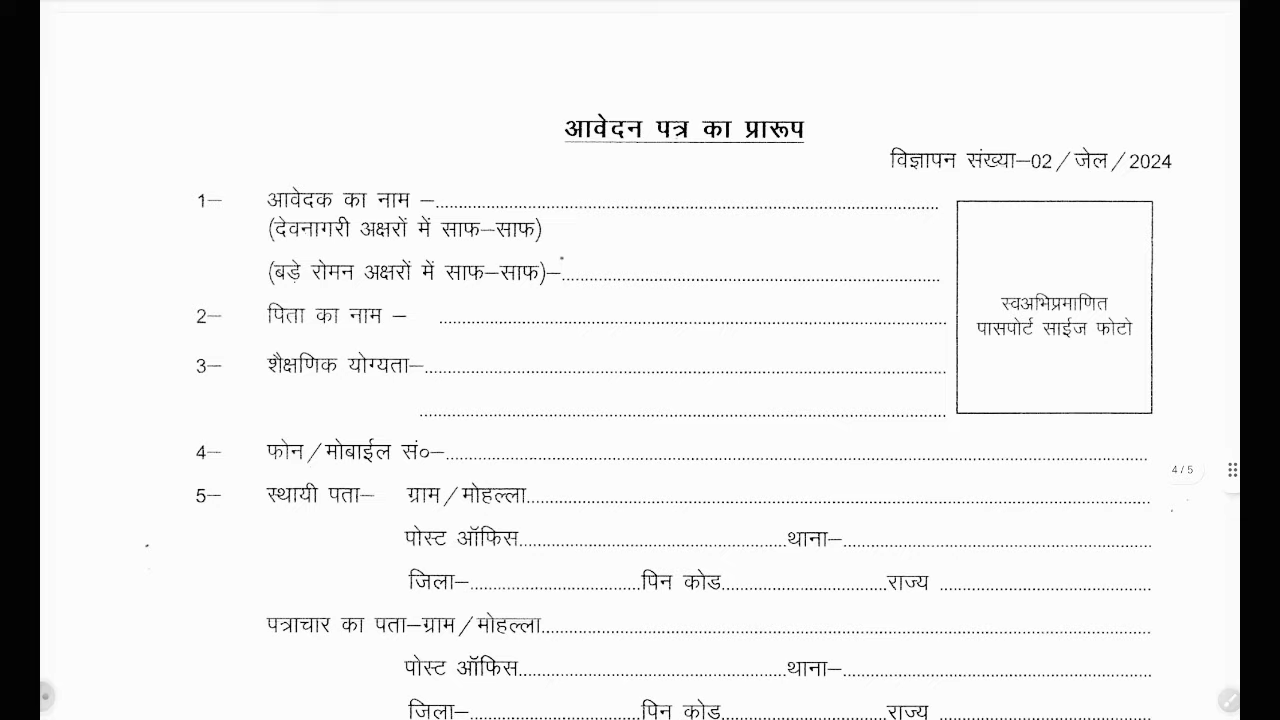 आवेदन पत्र का प्रारूप
विज्ञापन संख्या–02/जेल/2024
1– आवेदक का नाम –
(देवनागरी अक्षरों में साफ–साफ)
(बड़े रोमन अक्षरों में साफ–साफ)–
स्वअभिप्रमाणित
पासपोर्ट साईज फोटो
2– पिता का नाम –
3– शैक्षणिक योग्यता–
4– फोन/मोबाईल सं०–
5– स्थायी पता– ग्राम/मोहल्ला
पोस्ट ऑफिस थाना–
जिला– पिन कोड राज्य
पत्राचार का पता–ग्राम/मोहल्ला
पोस्ट ऑफिस थाना–
जिला– पिन कोड राज्य
4/5